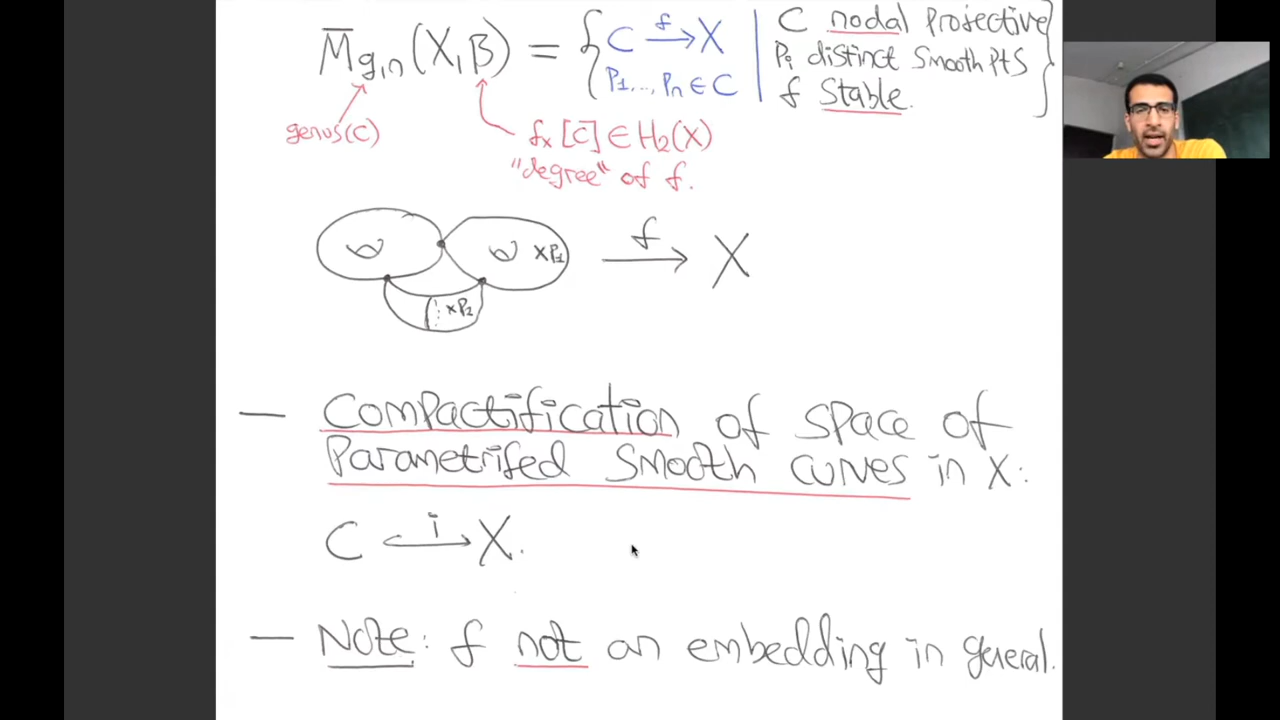 M̅g,n(X,β) = { C —f→ X | C nodal projective
P1,..., Pn ∈ C | Pi distinct smooth pts
f stable. }
genus(C)
f* [C] ∈ H2(X)
"degree" of f.
xP1
f
X
xP2
— Compactification of space of
Parametrised smooth curves in X:
C ↪i X.
— Note: f not an embedding in general.